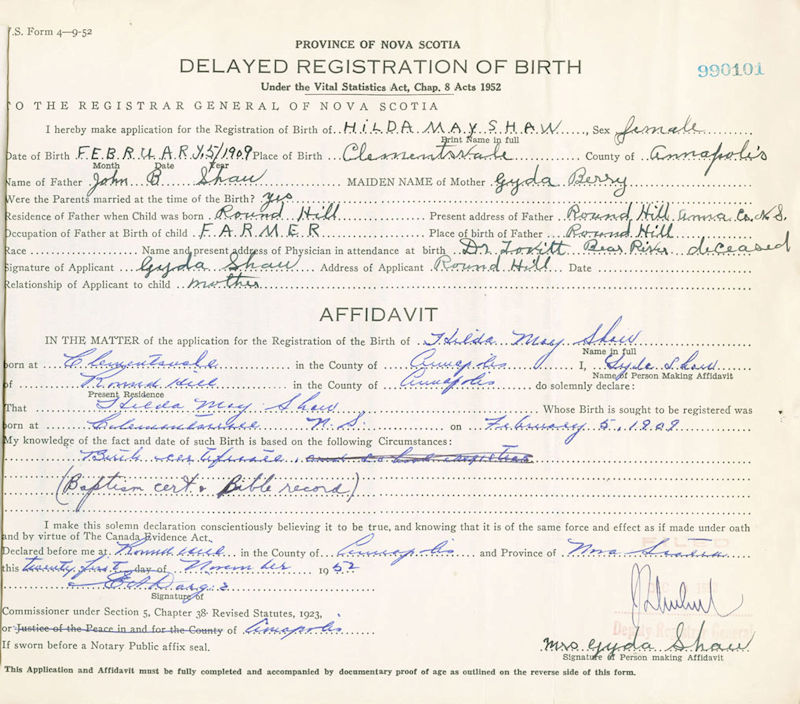 V.S. Form 4—9-52
PROVINCE OF NOVA SCOTIA
DELAYED REGISTRATION OF BIRTH
990101
Under the Vital Statistics Act, Chap. 8 Acts 1952
TO THE REGISTRAR GENERAL OF NOVA SCOTIA
I hereby make application for the Registration of Birth of HILDA MAY SHAW, Sex female
Print Name in full
Date of Birth FEBRUARY 5/1909 Place of Birth Clementsvale County of Annapolis
Month Date Year
Name of Father John B Shaw MAIDEN NAME of Mother Gyda Berry
Were the Parents married at the time of the Birth? yes
Residence of Father when Child was born Round Hill Present address of Father Round Hill Anna Co. N.S.
Occupation of Father at Birth of child FARMER Place of birth of Father Round Hill
Race Name and present address of Physician in attendance at birth Dr Lovitt Bear River deceased
Signature of Applicant Gyda Shaw Address of Applicant Round Hill Date
Relationship of Applicant to child mother
AFFIDAVIT
IN THE MATTER of the application for the Registration of the Birth of Hilda May Shaw
Name in full
born at Clementsvale in the County of Annapolis I, Gyda Shaw
Name of Person Making Affidavit
of Round Hill in the County of Annapolis do solemnly declare:
Present Residence
That Hilda May Shaw Whose Birth is sought to be registered was
born at Clementsvale N.S. on February 5, 1909
My knowledge of the fact and date of such Birth is based on the following Circumstances:
Birth certificate,
(Baptism cert & Bible record)
I make this solemn declaration conscientiously believing it to be true, and knowing that it is of the same force and effect as if made under oath
and by virtue of The Canada Evidence Act.
Declared before me at Round Hill in the County of Annapolis and Province of Nova Scotia
this twenty first day of November 1952
Signature of
Commissioner under Section 5, Chapter 38 Revised Statutes, 1923,
or Justice of the Peace in and for the County of Annapolis
Deputy Registrar General
If sworn before a Notary Public affix seal.
Mrs Gyda Shaw
Signature of Person making Affidavit
This Application and Affidavit must be fully completed and accompanied by documentary proof of age as outlined on the reverse side of this form.